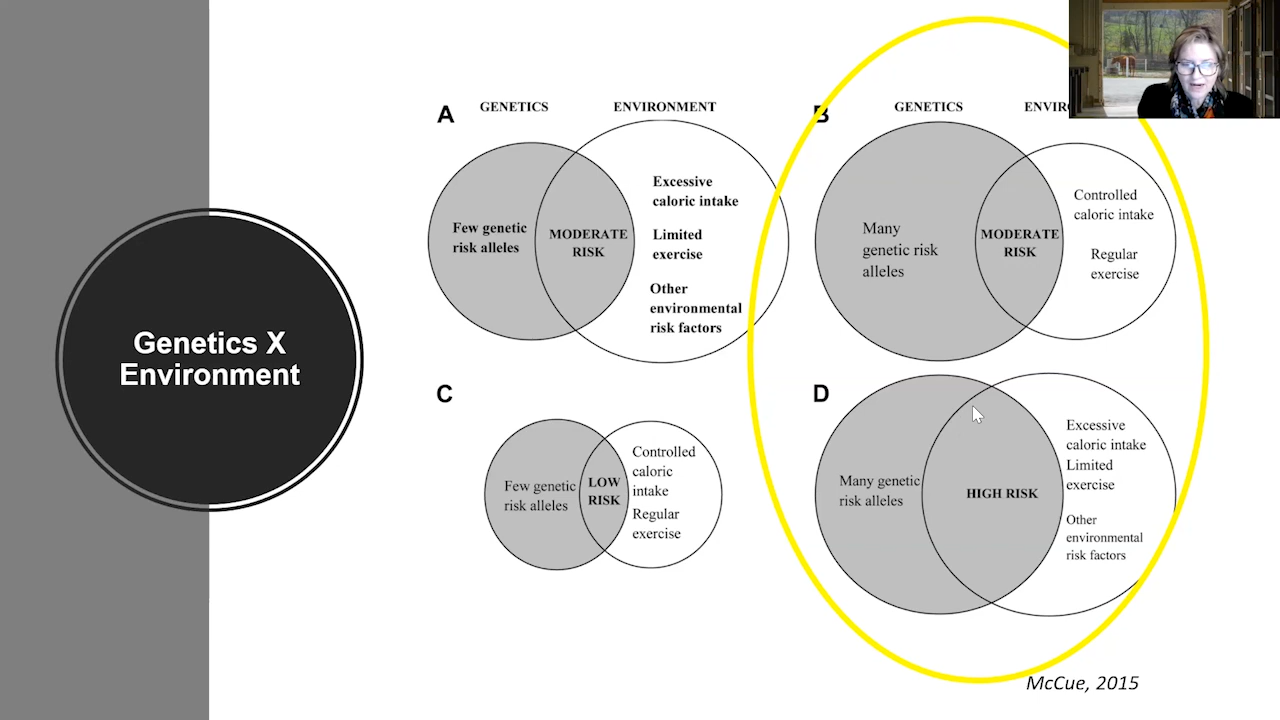 Genetics X
Environment
A
GENETICS
ENVIRONMENT
Few genetic
risk alleles
MODERATE
RISK
Excessive
caloric intake
Limited
exercise
Other
environmental
risk factors
B
GENETICS
Many
genetic risk
alleles
MODERATE
RISK
Controlled
caloric intake
Regular
exercise
C
Few genetic
risk alleles
LOW
RISK
Controlled
caloric
intake
Regular
exercise
D
Many genetic
risk alleles
HIGH RISK
Excessive
caloric intake
Limited
exercise
Other
environmental
risk factors
McCue, 2015